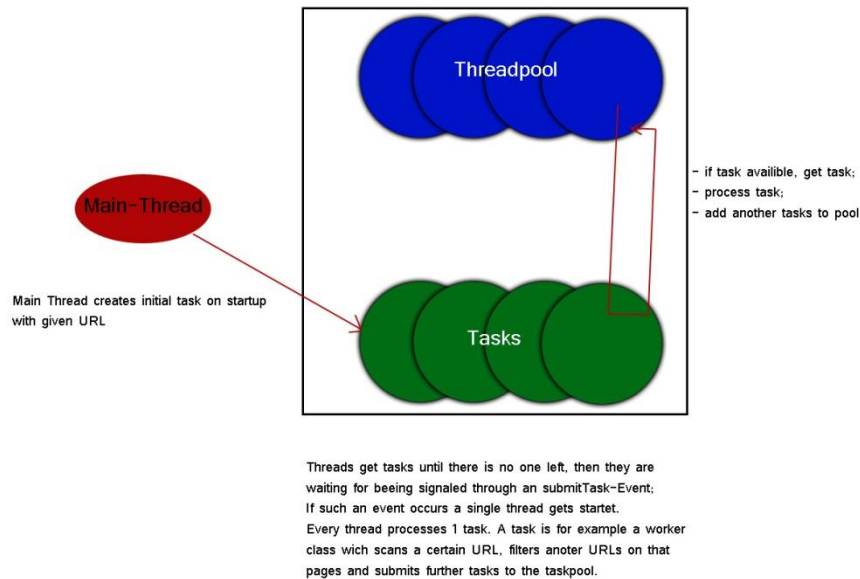 Threadpool
Main-Thread
- if task availible, get task;
- process task;
- add another tasks to pool
Main Thread creates initial task on startup
with given URL
Tasks
Threads get tasks until there is no one left, then they are
waiting for beeing signaled through an submitTask-Event;
If such an event occurs a single thread gets startet.
Every thread processes 1 task. A task is for example a worker
class wich scans a certain URL, filters anoter URLs on that
pages and submits further tasks to the taskpool.